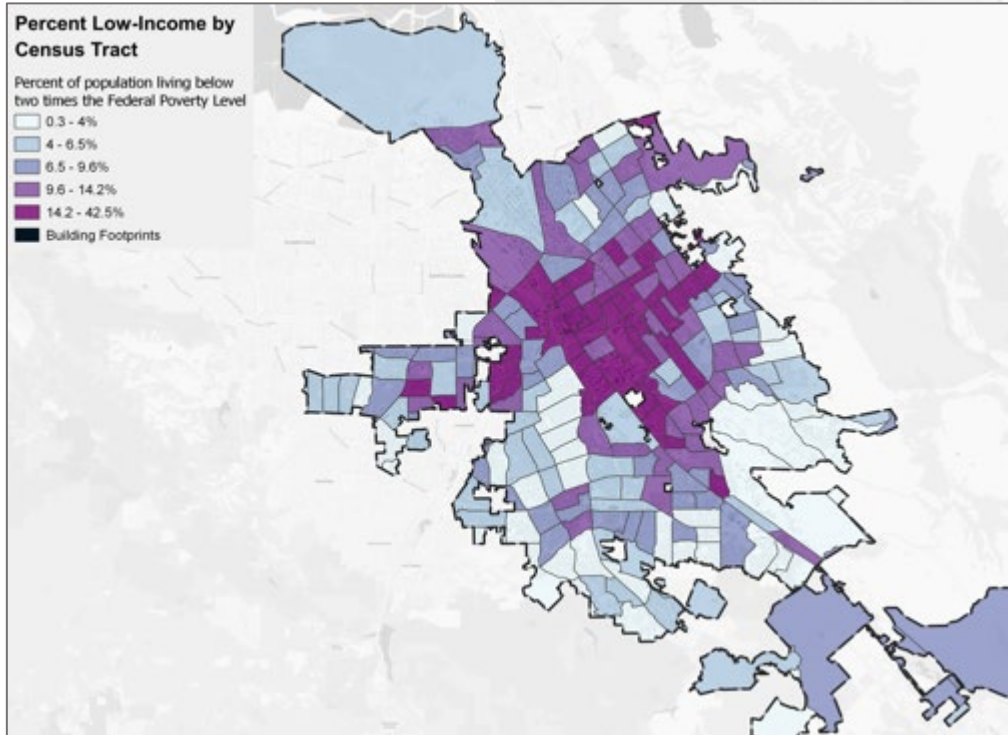 Percent Low-Income by
Census Tract
Percent of population living below
two times the Federal Poverty Level
0.3 - 4%
4 - 6.5%
6.5 - 9.6%
9.6 - 14.2%
14.2 - 42.5%
Building Footprints